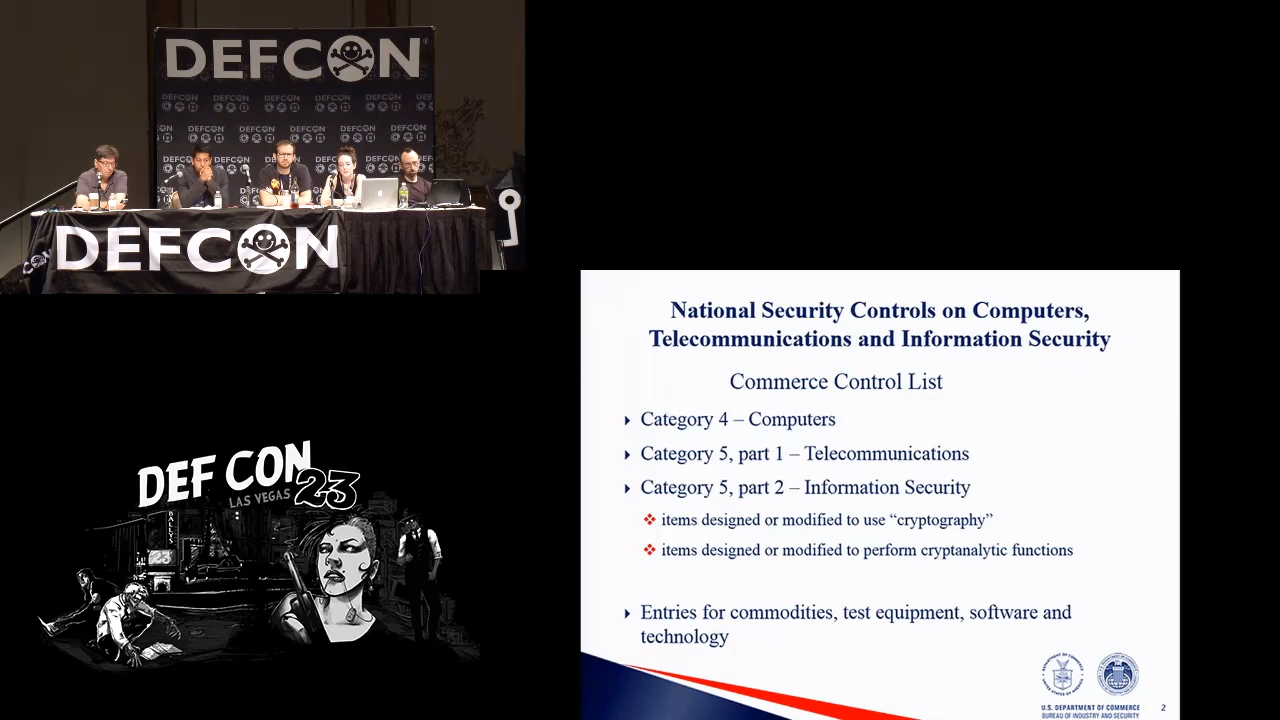 DEFCON
DEFCON
National Security Controls on Computers,
Telecommunications and Information Security
Commerce Control List
Category 4 – Computers
Category 5, part 1 – Telecommunications
Category 5, part 2 – Information Security
items designed or modified to use “cryptography”
items designed or modified to perform cryptanalytic functions
Entries for commodities, test equipment, software and
technology
U.S. DEPARTMENT OF COMMERCE
BUREAU OF INDUSTRY AND SECURITY
2
DEF CON
LAS VEGAS 23
BALLYS